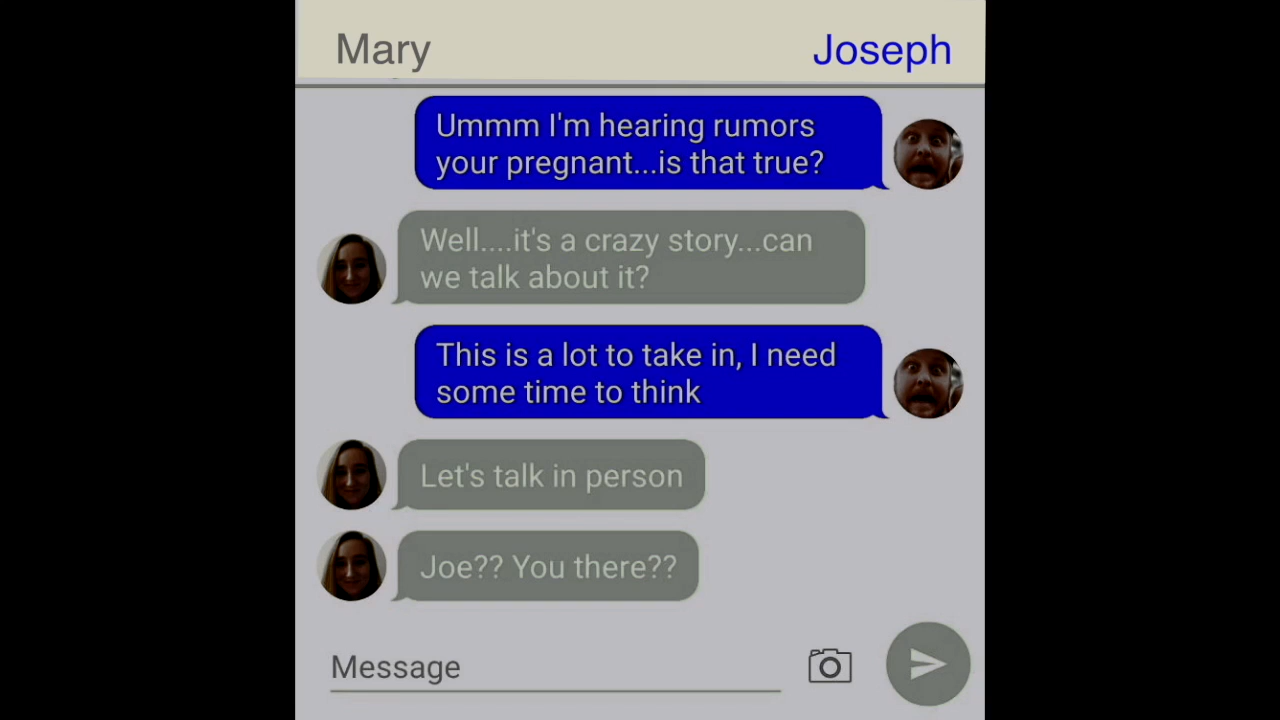 Mary
Joseph
Ummm I'm hearing rumors
your pregnant...is that true?
Well....it's a crazy story...can
we talk about it?
This is a lot to take in, I need
some time to think
Let's talk in person
Joe?? You there??
Message